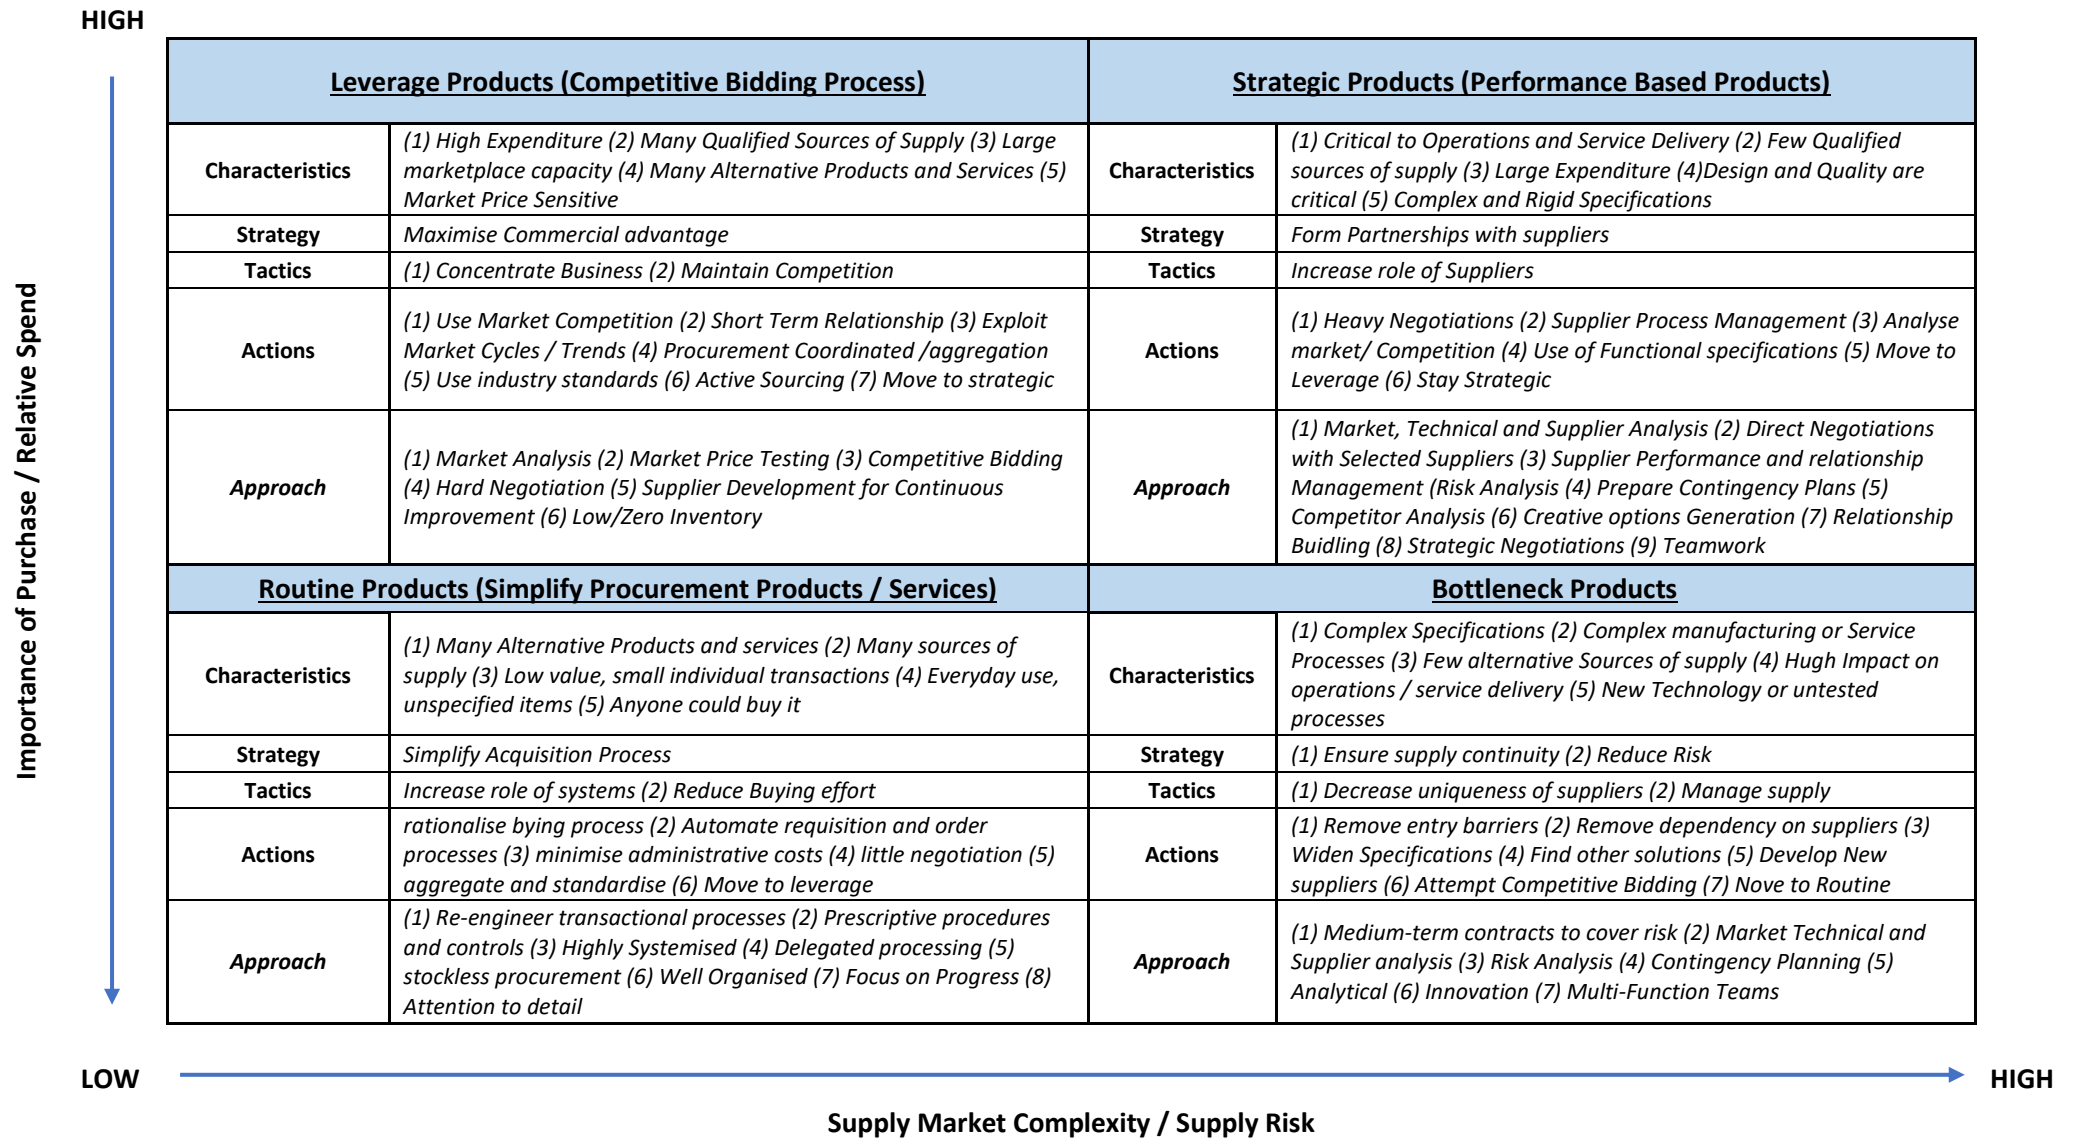 HIGH
Leverage Products (Competitive Bidding Process)
Strategic Products (Performance Based Products)
Characteristics
(1) High Expenditure (2) Many Qualified Sources of Supply (3) Large
marketplace capacity (4) Many Alternative Products and Services (5)
Market Price Sensitive
Characteristics
(1) Critical to Operations and Service Delivery (2) Few Qualified
sources of supply (3) Large Expenditure (4)Design and Quality are
critical (5) Complex and Rigid Specifications
Strategy
Maximise Commercial advantage
Strategy
Form Partnerships with suppliers
Tactics
(1) Concentrate Business (2) Maintain Competition
Tactics
Increase role of Suppliers
Actions
(1) Use Market Competition (2) Short Term Relationship (3) Exploit
Market Cycles / Trends (4) Procurement Coordinated /aggregation
(5) Use industry standards (6) Active Sourcing (7) Move to strategic
Actions
(1) Heavy Negotiations (2) Supplier Process Management (3) Analyse
market/ Competition (4) Use of Functional specifications (5) Move to
Leverage (6) Stay Strategic
Approach
(1) Market Analysis (2) Market Price Testing (3) Competitive Bidding
(4) Hard Negotiation (5) Supplier Development for Continuous
Improvement (6) Low/Zero Inventory
Approach
(1) Market, Technical and Supplier Analysis (2) Direct Negotiations
with Selected Suppliers (3) Supplier Performance and relationship
Management (Risk Analysis (4) Prepare Contingency Plans (5)
Competitor Analysis (6) Creative options Generation (7) Relationship
Buidling (8) Strategic Negotiations (9) Teamwork
Routine Products (Simplify Procurement Products / Services)
Bottleneck Products
Characteristics
(1) Many Alternative Products and services (2) Many sources of
supply (3) Low value, small individual transactions (4) Everyday use,
unspecified items (5) Anyone could buy it
Characteristics
(1) Complex Specifications (2) Complex manufacturing or Service
Processes (3) Few alternative Sources of supply (4) Hugh Impact on
operations / service delivery (5) New Technology or untested
processes
Strategy
Simplify Acquisition Process
Strategy
(1) Ensure supply continuity (2) Reduce Risk
Tactics
Increase role of systems (2) Reduce Buying effort
Tactics
(1) Decrease uniqueness of suppliers (2) Manage supply
Actions
rationalise bying process (2) Automate requisition and order
processes (3) minimise administrative costs (4) little negotiation (5)
aggregate and standardise (6) Move to leverage
Actions
(1) Remove entry barriers (2) Remove dependency on suppliers (3)
Widen Specifications (4) Find other solutions (5) Develop New
suppliers (6) Attempt Competitive Bidding (7) Nove to Routine
Approach
(1) Re-engineer transactional processes (2) Prescriptive procedures
and controls (3) Highly Systemised (4) Delegated processing (5)
stockless procurement (6) Well Organised (7) Focus on Progress (8)
Attention to detail
Approach
(1) Medium-term contracts to cover risk (2) Market Technical and
Supplier analysis (3) Risk Analysis (4) Contingency Planning (5)
Analytical (6) Innovation (7) Multi-Function Teams
Importance of Purchase / Relative Spend
LOW
HIGH
Supply Market Complexity / Supply Risk